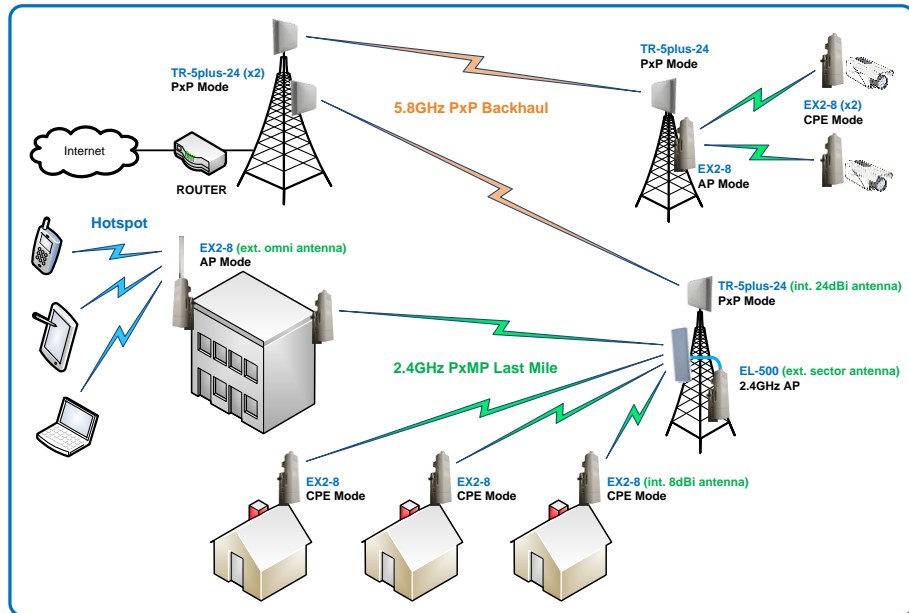 TR-5plus-24 (x2)
PxP Mode
TR-5plus-24
PxP Mode
5.8GHz PxP Backhaul
EX2-8 (x2)
CPE Mode
Internet
ROUTER
EX2-8
AP Mode
Hotspot
EX2-8 (ext. omni antenna)
AP Mode
TR-5plus-24 (int. 24dBi antenna)
PxP Mode
2.4GHz PxMP Last Mile
EL-500 (ext. sector antenna)
2.4GHz AP
EX2-8
CPE Mode
EX2-8
CPE Mode
EX2-8 (int. 8dBi antenna)
CPE Mode